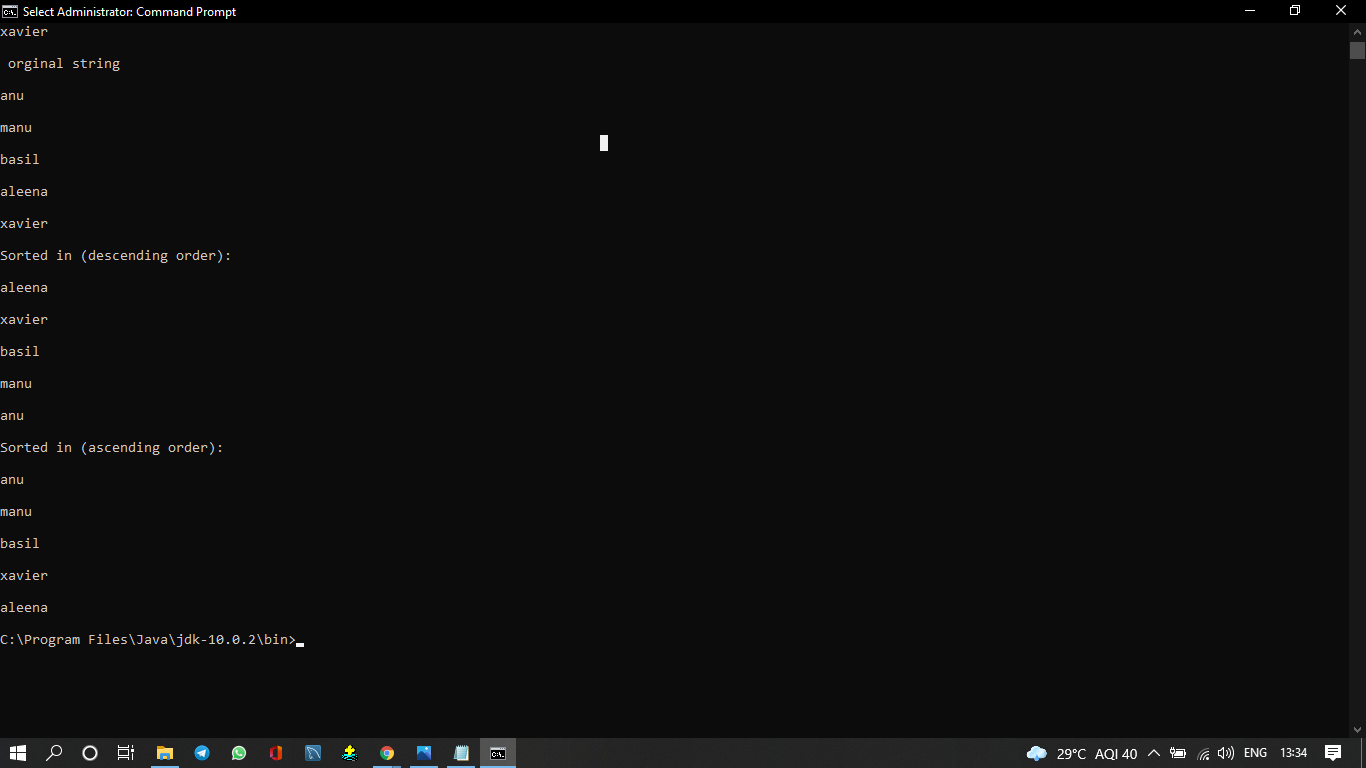 Select Administrator: Command Prompt
xavier
orginal string
anu
manu
basil
aleena
xavier
Sorted in (descending order):
aleena
xavier
basil
manu
anu
Sorted in (ascending order):
anu
manu
basil
xavier
aleena
C:\Program Files\Java\jdk-10.0.2\bin>
29°C AQI 40 ENG 13:34